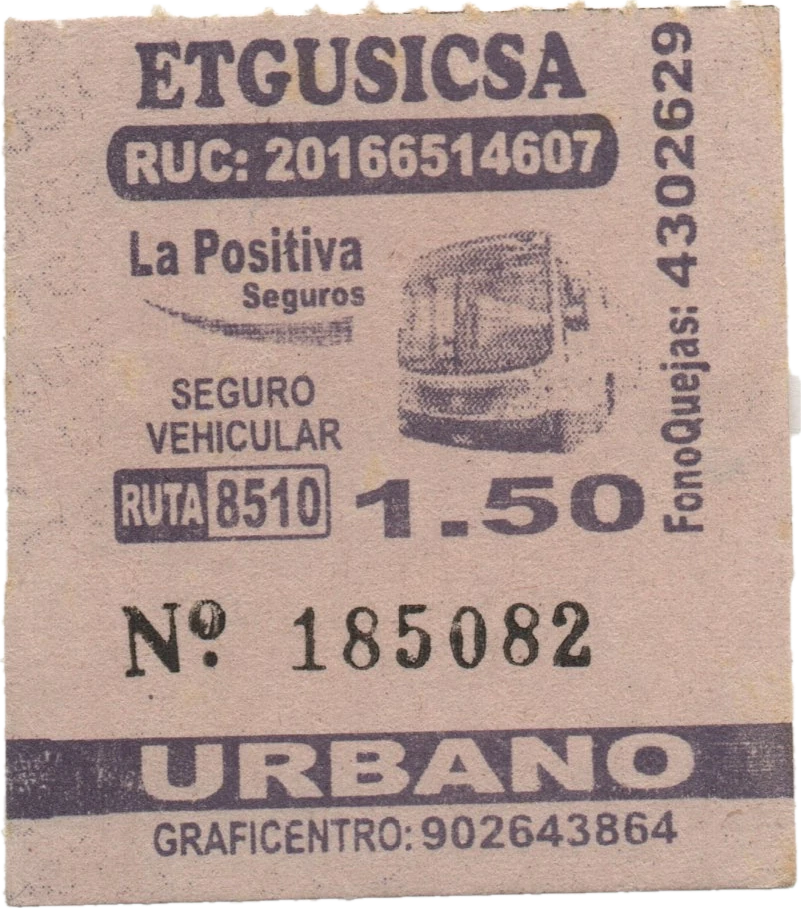 ETGUSICSA
RUC: 20166514607
La Positiva
Seguros
SEGURO
VEHICULAR
RUTA 8510
1.50
FonoQuejas: 4302629
Nº. 185082
URBANO
GRAFICENTRO: 902643864